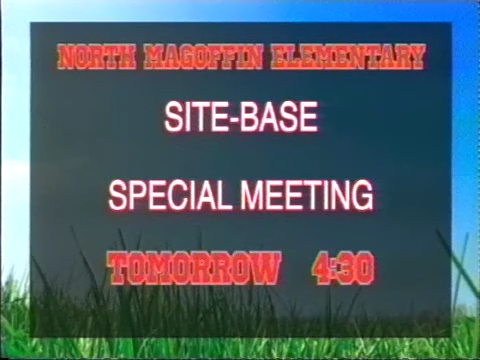 NORTH MAGOFFIN ELEMENTARY
SITE-BASE
SPECIAL MEETING
TOMORROW 4:30